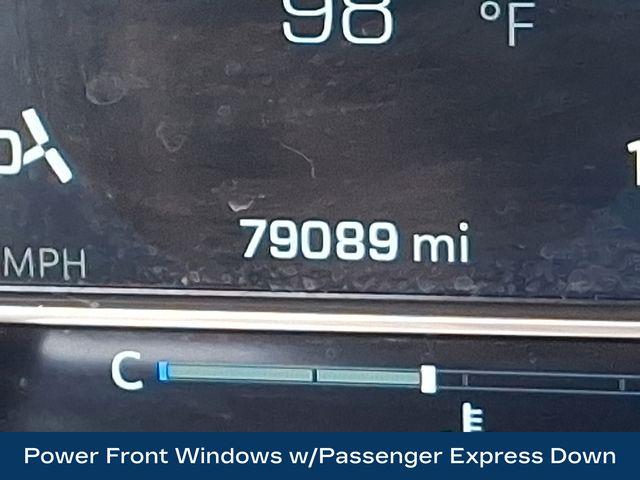 98 °F
MPH
79089 mi
C
Power Front Windows w/Passenger Express Down